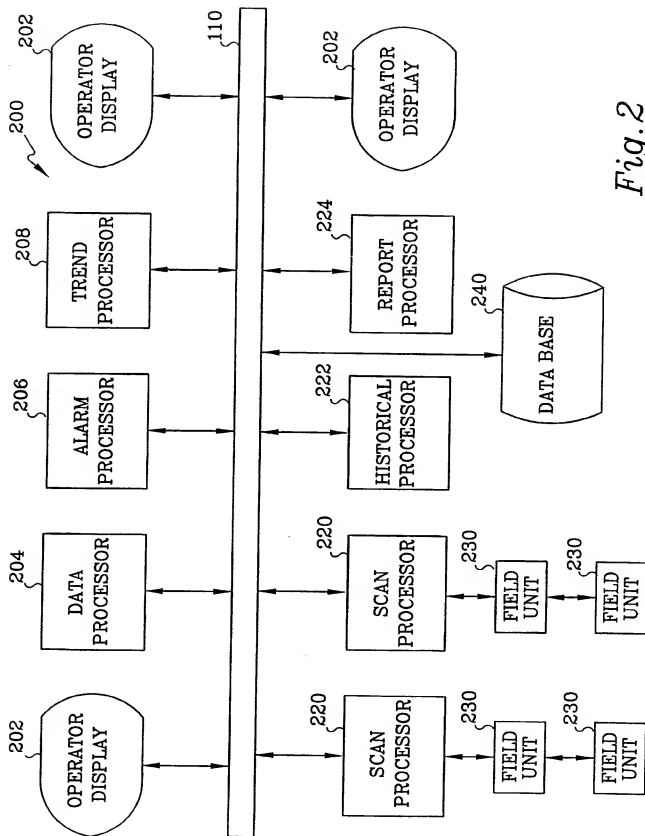 200
202
OPERATOR
DISPLAY
204
DATA
PROCESSOR
206
ALARM
PROCESSOR
208
TREND
PROCESSOR
202
OPERATOR
DISPLAY
110
220
SCAN
PROCESSOR
220
SCAN
PROCESSOR
222
HISTORICAL
PROCESSOR
224
REPORT
PROCESSOR
202
OPERATOR
DISPLAY
230
FIELD
UNIT
230
FIELD
UNIT
230
FIELD
UNIT
230
FIELD
UNIT
240
DATA BASE
Fig. 2